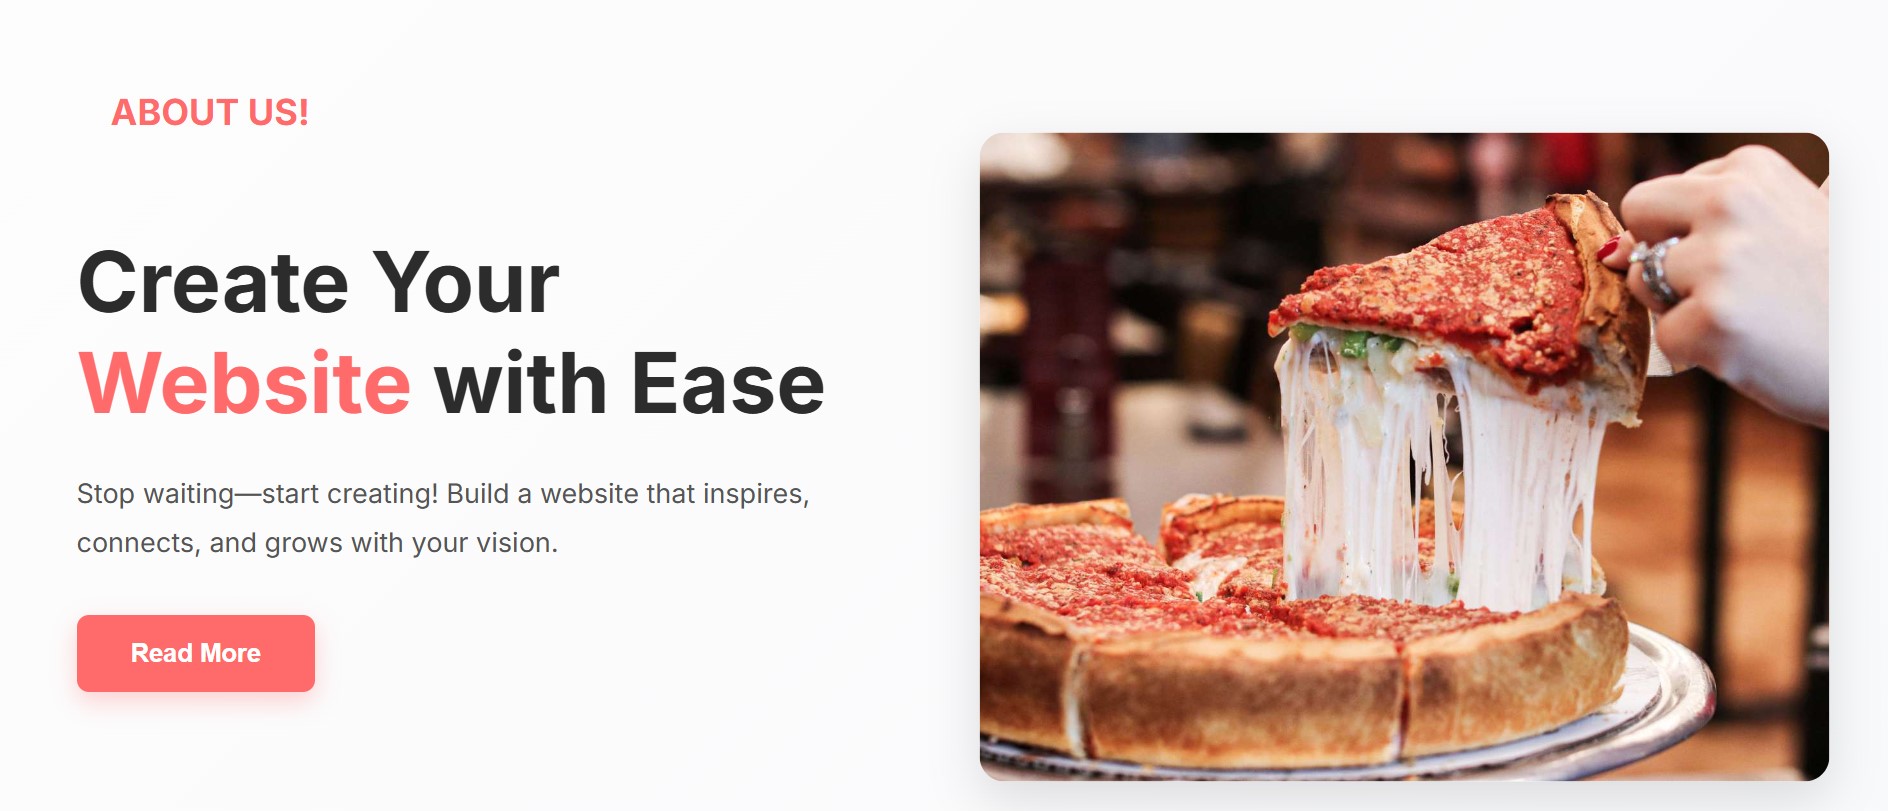 ABOUT US!
Create Your
Website with Ease
Stop waiting—start creating! Build a website that inspires,
connects, and grows with your vision.
Read More